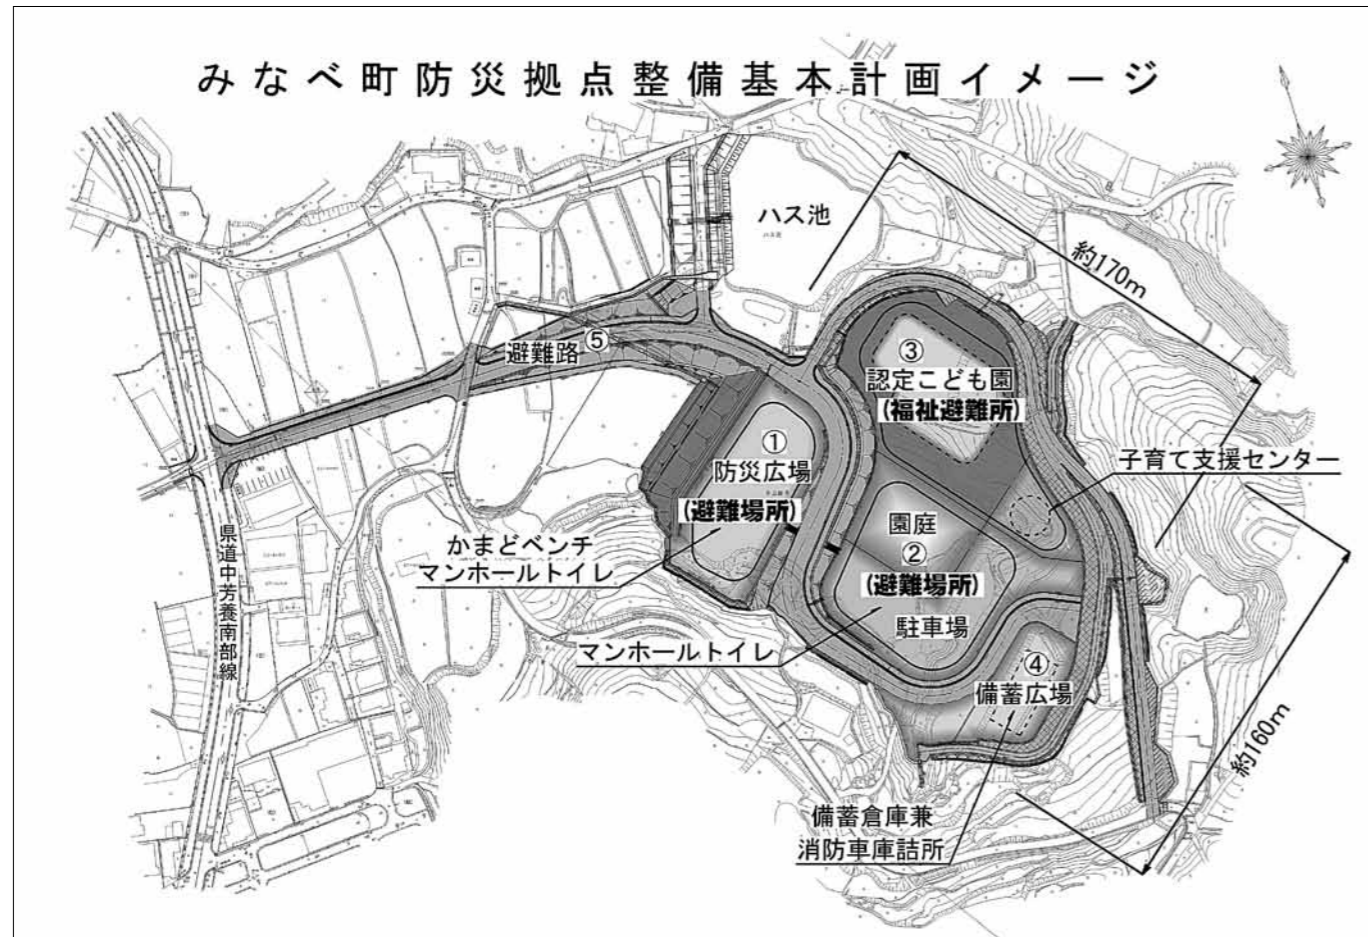 みなべ町防災拠点整備基本計画イメージ
ハス池
ハス池
約170m
⑤
避難路
③
認定こども園
(福祉避難所)
①
防災広場
(避難場所)
子育て支援センター
園庭
②
(避難場所)
駐車場
かまどベンチ
マンホールトイレ
県道中芳養南部線
マンホールトイレ
④
備蓄広場
約160m
備蓄倉庫兼
消防車庫詰所